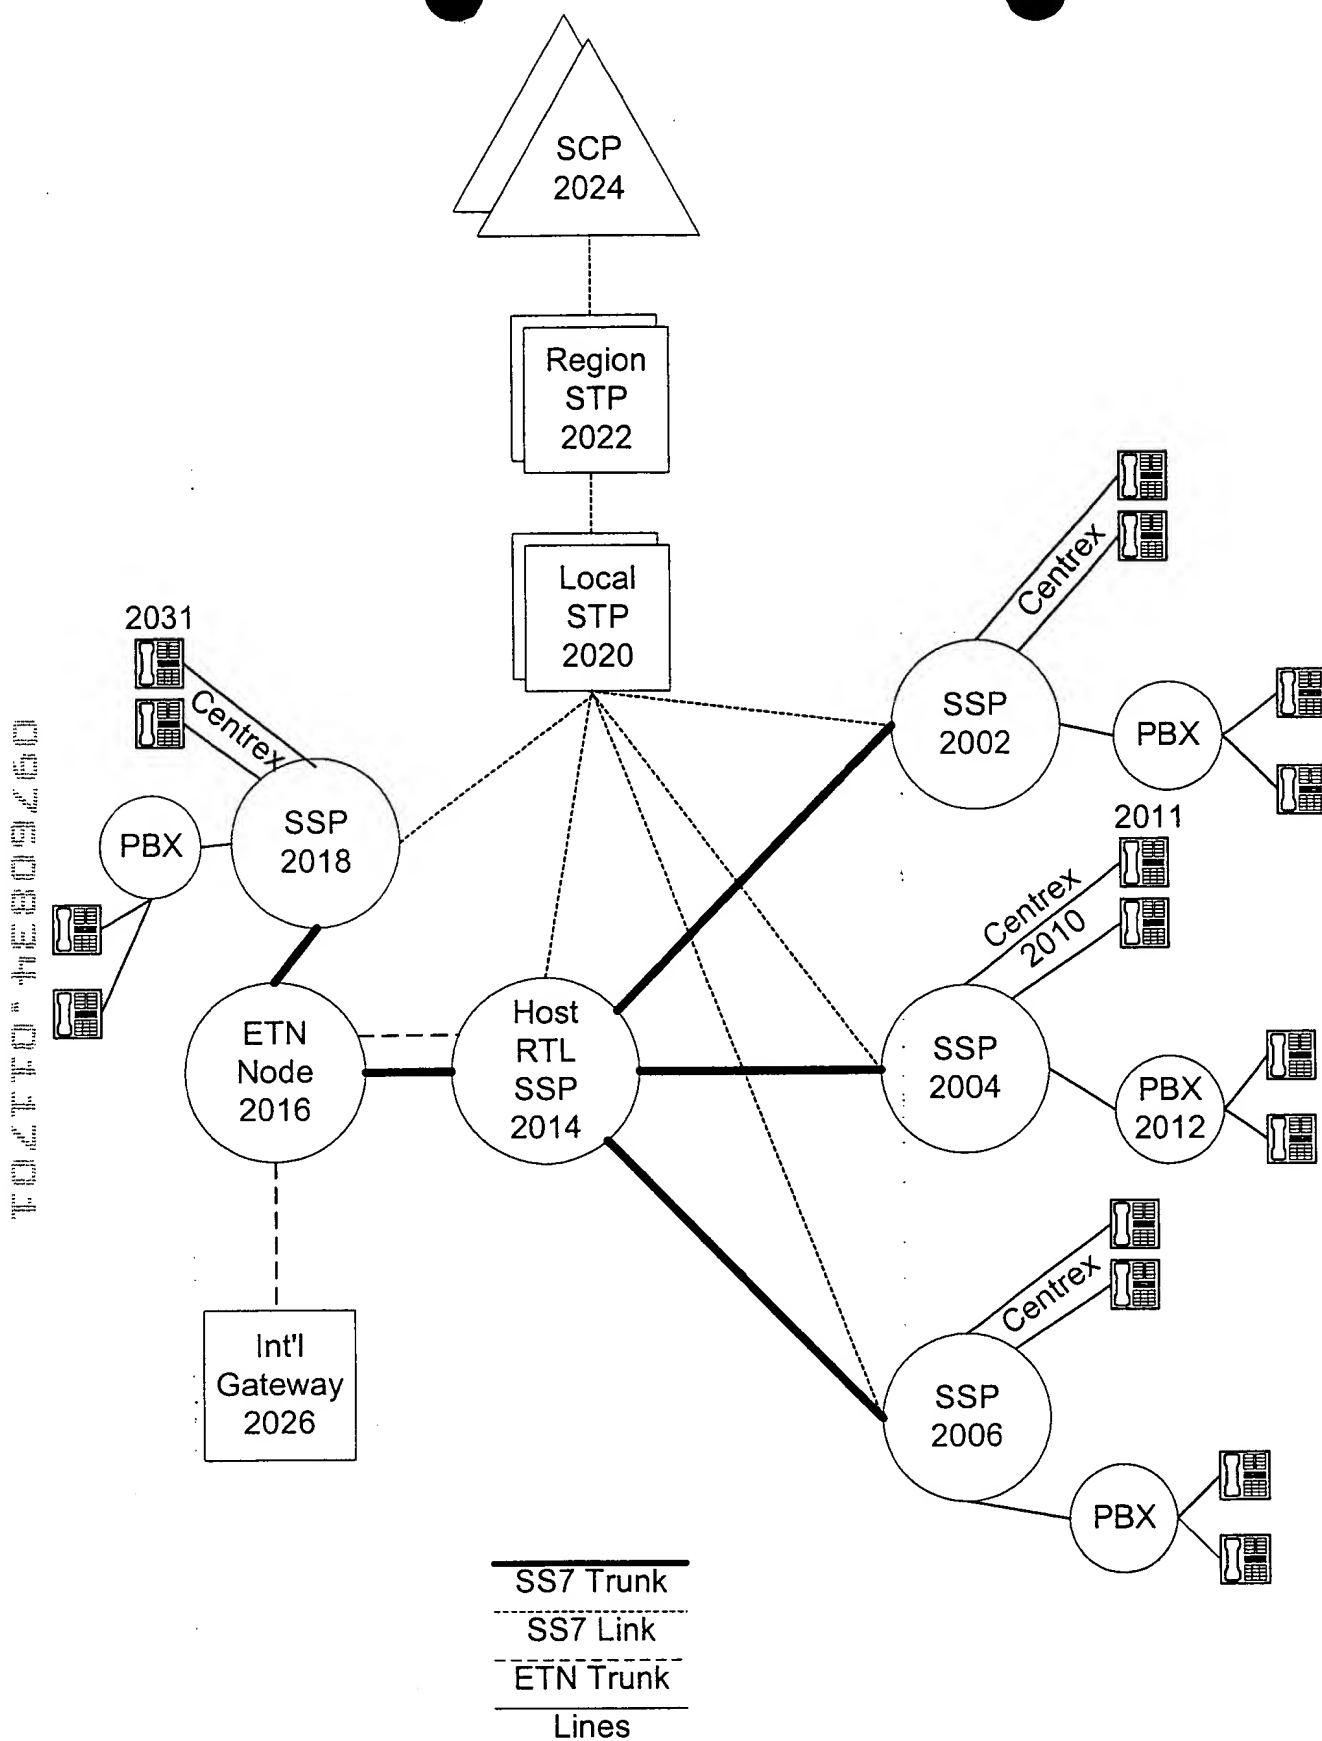 SCP
2024
Region
STP
2022
Local
STP
2020
2031
Centrex
SSP
2018
PBX
Centrex
SSP
2002
PBX
2011
Centrex
2010
SSP
2004
PBX
2012
ETN
Node
2016
Host
RTL
SSP
2014
Int'l
Gateway
2026
Centrex
SSP
2006
PBX
SS7 Trunk
SS7 Link
ETN Trunk
Lines
09760834.011701